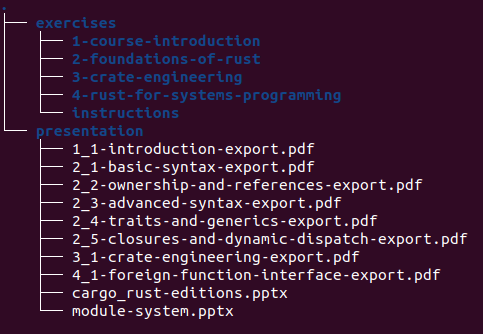 .
├── exercises
│   ├── 1-course-introduction
│   ├── 2-foundations-of-rust
│   ├── 3-crate-engineering
│   ├── 4-rust-for-systems-programming
│   └── instructions
└── presentation
    ├── 1_1-introduction-export.pdf
    ├── 2_1-basic-syntax-export.pdf
    ├── 2_2-ownership-and-references-export.pdf
    ├── 2_3-advanced-syntax-export.pdf
    ├── 2_4-traits-and-generics-export.pdf
    ├── 2_5-closures-and-dynamic-dispatch-export.pdf
    ├── 3_1-crate-engineering-export.pdf
    ├── 4_1-foreign-function-interface-export.pdf
    ├── cargo_rust-editions.pptx
    └── module-system.pptx